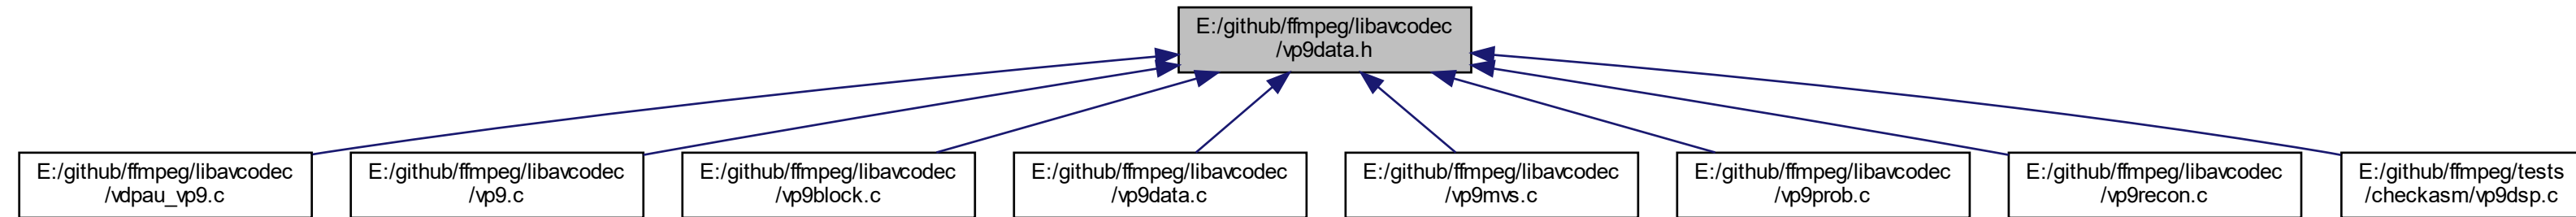 E:/github/ffmpeg/libavcodec
/vp9data.h
E:/github/ffmpeg/libavcodec
/vdpau_vp9.c
E:/github/ffmpeg/libavcodec
/vp9.c
E:/github/ffmpeg/libavcodec
/vp9block.c
E:/github/ffmpeg/libavcodec
/vp9data.c
E:/github/ffmpeg/libavcodec
/vp9mvs.c
E:/github/ffmpeg/libavcodec
/vp9prob.c
E:/github/ffmpeg/libavcodec
/vp9recon.c
E:/github/ffmpeg/tests
/checkasm/vp9dsp.c